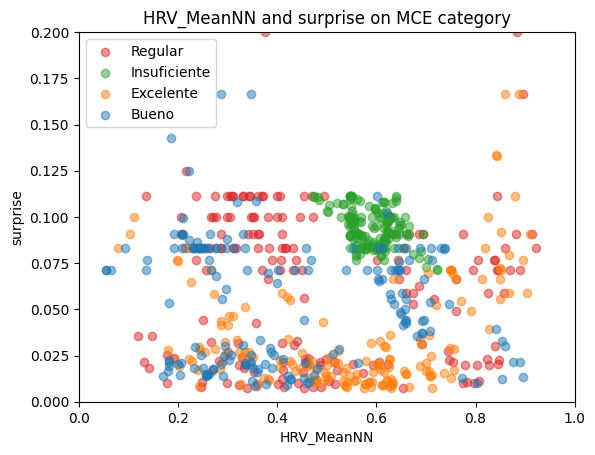 HRV_MeanNN and surprise on MCE category
Regular
Insuficiente
Excelente
Bueno
surprise
0.200
0.175
0.150
0.125
0.100
0.075
0.050
0.025
0.000
0.0 0.2 0.4 0.6 0.8 1.0
HRV_MeanNN